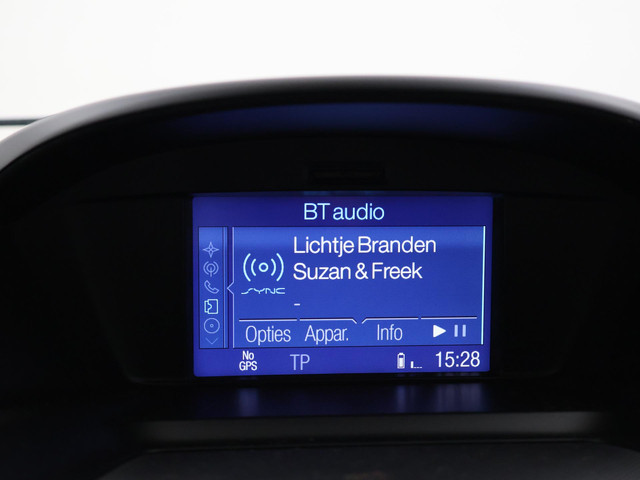 BT audio
Lichtje Branden
Suzan & Freek
SYNC
-
Opties Appar. Info
No GPS TP 15:28